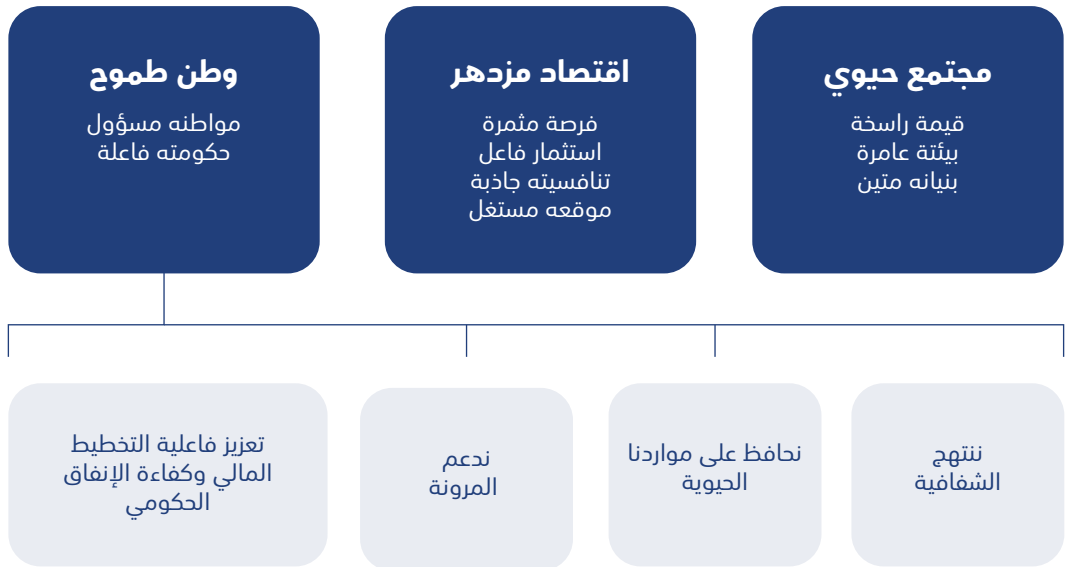 مجتمع حيوي
قيمة راسخة
بيئتة عامرة
بنيانه متين
اقتصاد مزدهر
فرصة مثمرة
استثمار فاعل
تنافسيته جاذبة
موقعه مستغل
وطن طموح
مواطنه مسؤول
حكومته فاعلة
ننتهج
الشفافية
نحافظ على مواردنا
الحيوية
ندعم
المرونة
تعزيز فاعلية التخطيط
المالي وكفاءة الإنفاق
الحكومي